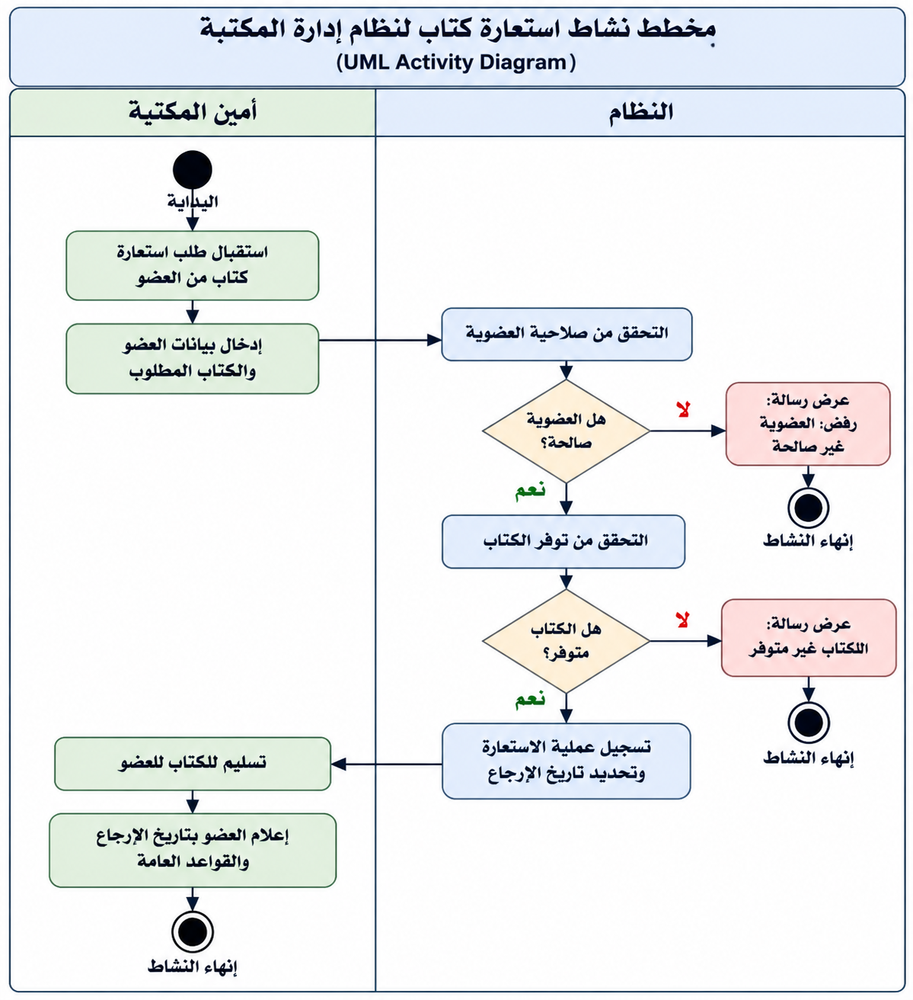 مخطط نشاط استعارة كتاب لنظام إدارة المكتبة
(UML Activity Diagram)
أمين المكتبة
النظام
البداية
استقبال طلب استعارة
كتاب من العضو
إدخال بيانات العضو
والكتاب المطلوب
التحقق من صلاحية العضوية
هل العضوية
صالحة؟
لا
عرض رسالة:
رفض: العضوية
غير صالحة
إنهاء النشاط
نعم
التحقق من توفر الكتاب
هل الكتاب
متوفر؟
لا
عرض رسالة:
اللكتاب غير متوفر
إنهاء النشاط
نعم
تسجيل عملية الاستعارة
وتحديد تاريخ الإرجاع
تسليم للكتاب للعضو
إعلام العضو بتاريخ الإرجاع
والقواعد العامة
إنهاء النشاط